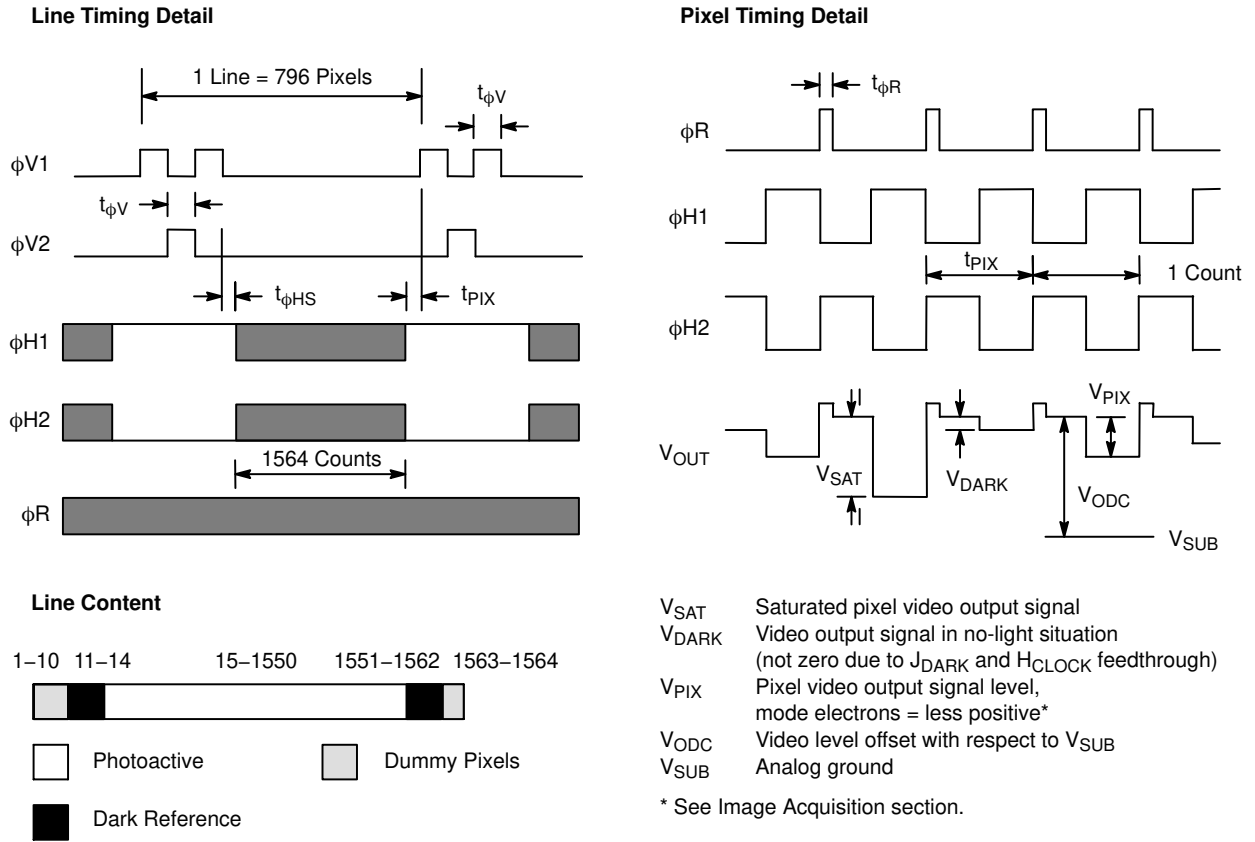 Line Timing Detail
1 Line = 796 Pixels
tϕV
ϕV1
tϕV
ϕV2
tϕHS
tPIX
ϕH1
ϕH2
1564 Counts
ϕR
Line Content
1–10 11–14 15–1550 1551–1562 1563–1564
Photoactive
Dummy Pixels
Dark Reference
Pixel Timing Detail
tϕR
ϕR
ϕH1
tPIX
1 Count
ϕH2
VPIX
VOUT
VSAT
VDARK
VODC
VSUB
VSAT Saturated pixel video output signal
VDARK Video output signal in no-light situation
(not zero due to JDARK and HCLOCK feedthrough)
VPIX Pixel video output signal level,
mode electrons = less positive*
VODC Video level offset with respect to VSUB
VSUB Analog ground
* See Image Acquisition section.